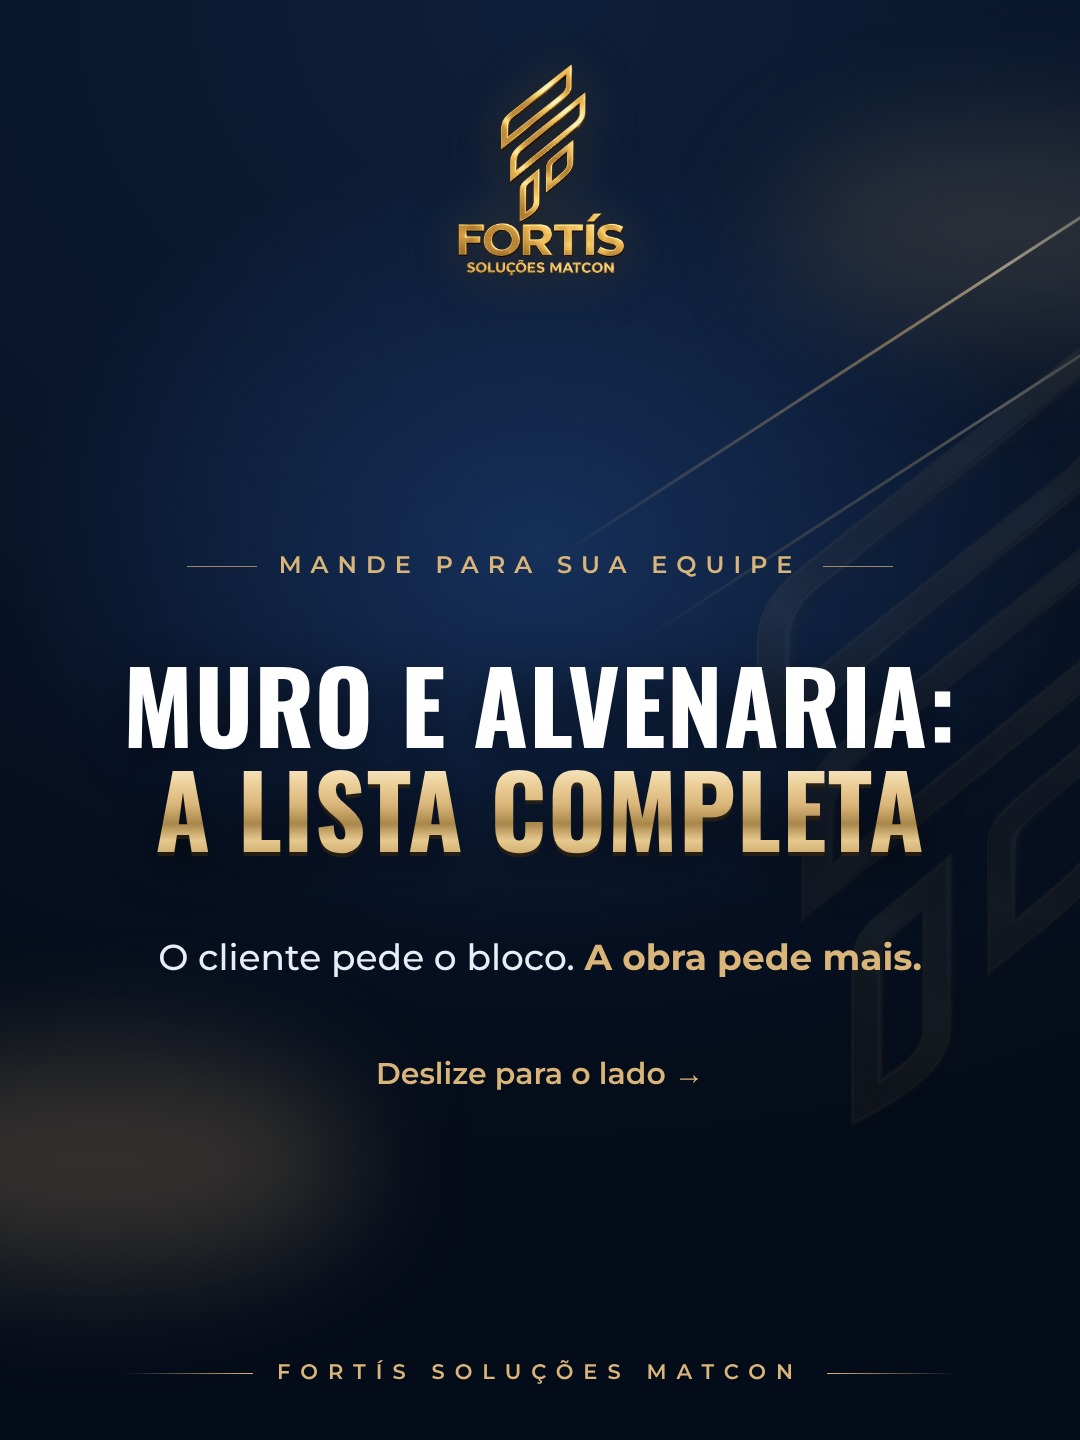 FORTÍS
SOLUÇÕES MATCON
MANDE PARA SUA EQUIPE
MURO E ALVENARIA:
A LISTA COMPLETA
O cliente pede o bloco. A obra pede mais.
Deslize para o lado →
FORTÍS SOLUÇÕES MATCON